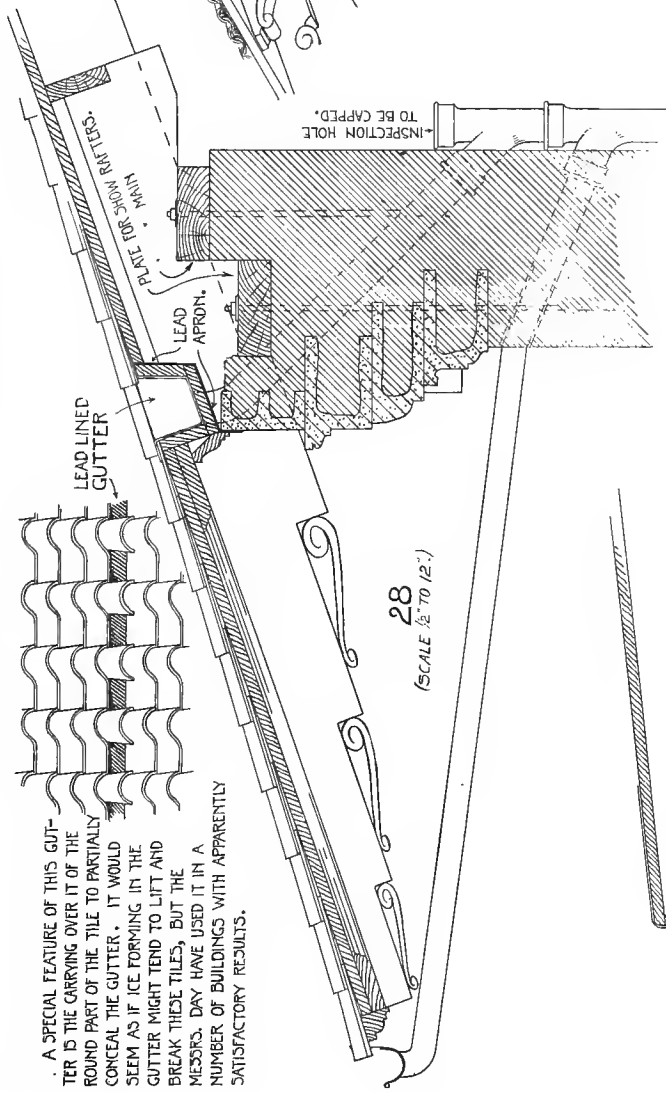 . A SPECIAL FEATURE OF THIS GUT-
TER IS THE CARRYING OVER IT OF THE
ROUND PART OF THE TILE TO PARTIALLY
CONCEAL THE GUTTER. IT WOULD
SEEM AS IF ICE FORMING IN THE
GUTTER MIGHT TEND TO LIFT AND
BREAK THESE TILES, BUT THE
MESSRS. DAY HAVE USED IT IN A
NUMBER OF BUILDINGS WITH APPARENTLY
SATISFACTORY RESULTS.
LEAD LINED
GUTTER
LEAD
APRON.
PLATE FOR SHOW RAFTERS.
" " MAIN "
INSPECTION HOLE
TO BE CAPPED.
28
(SCALE ½" TO 12".)